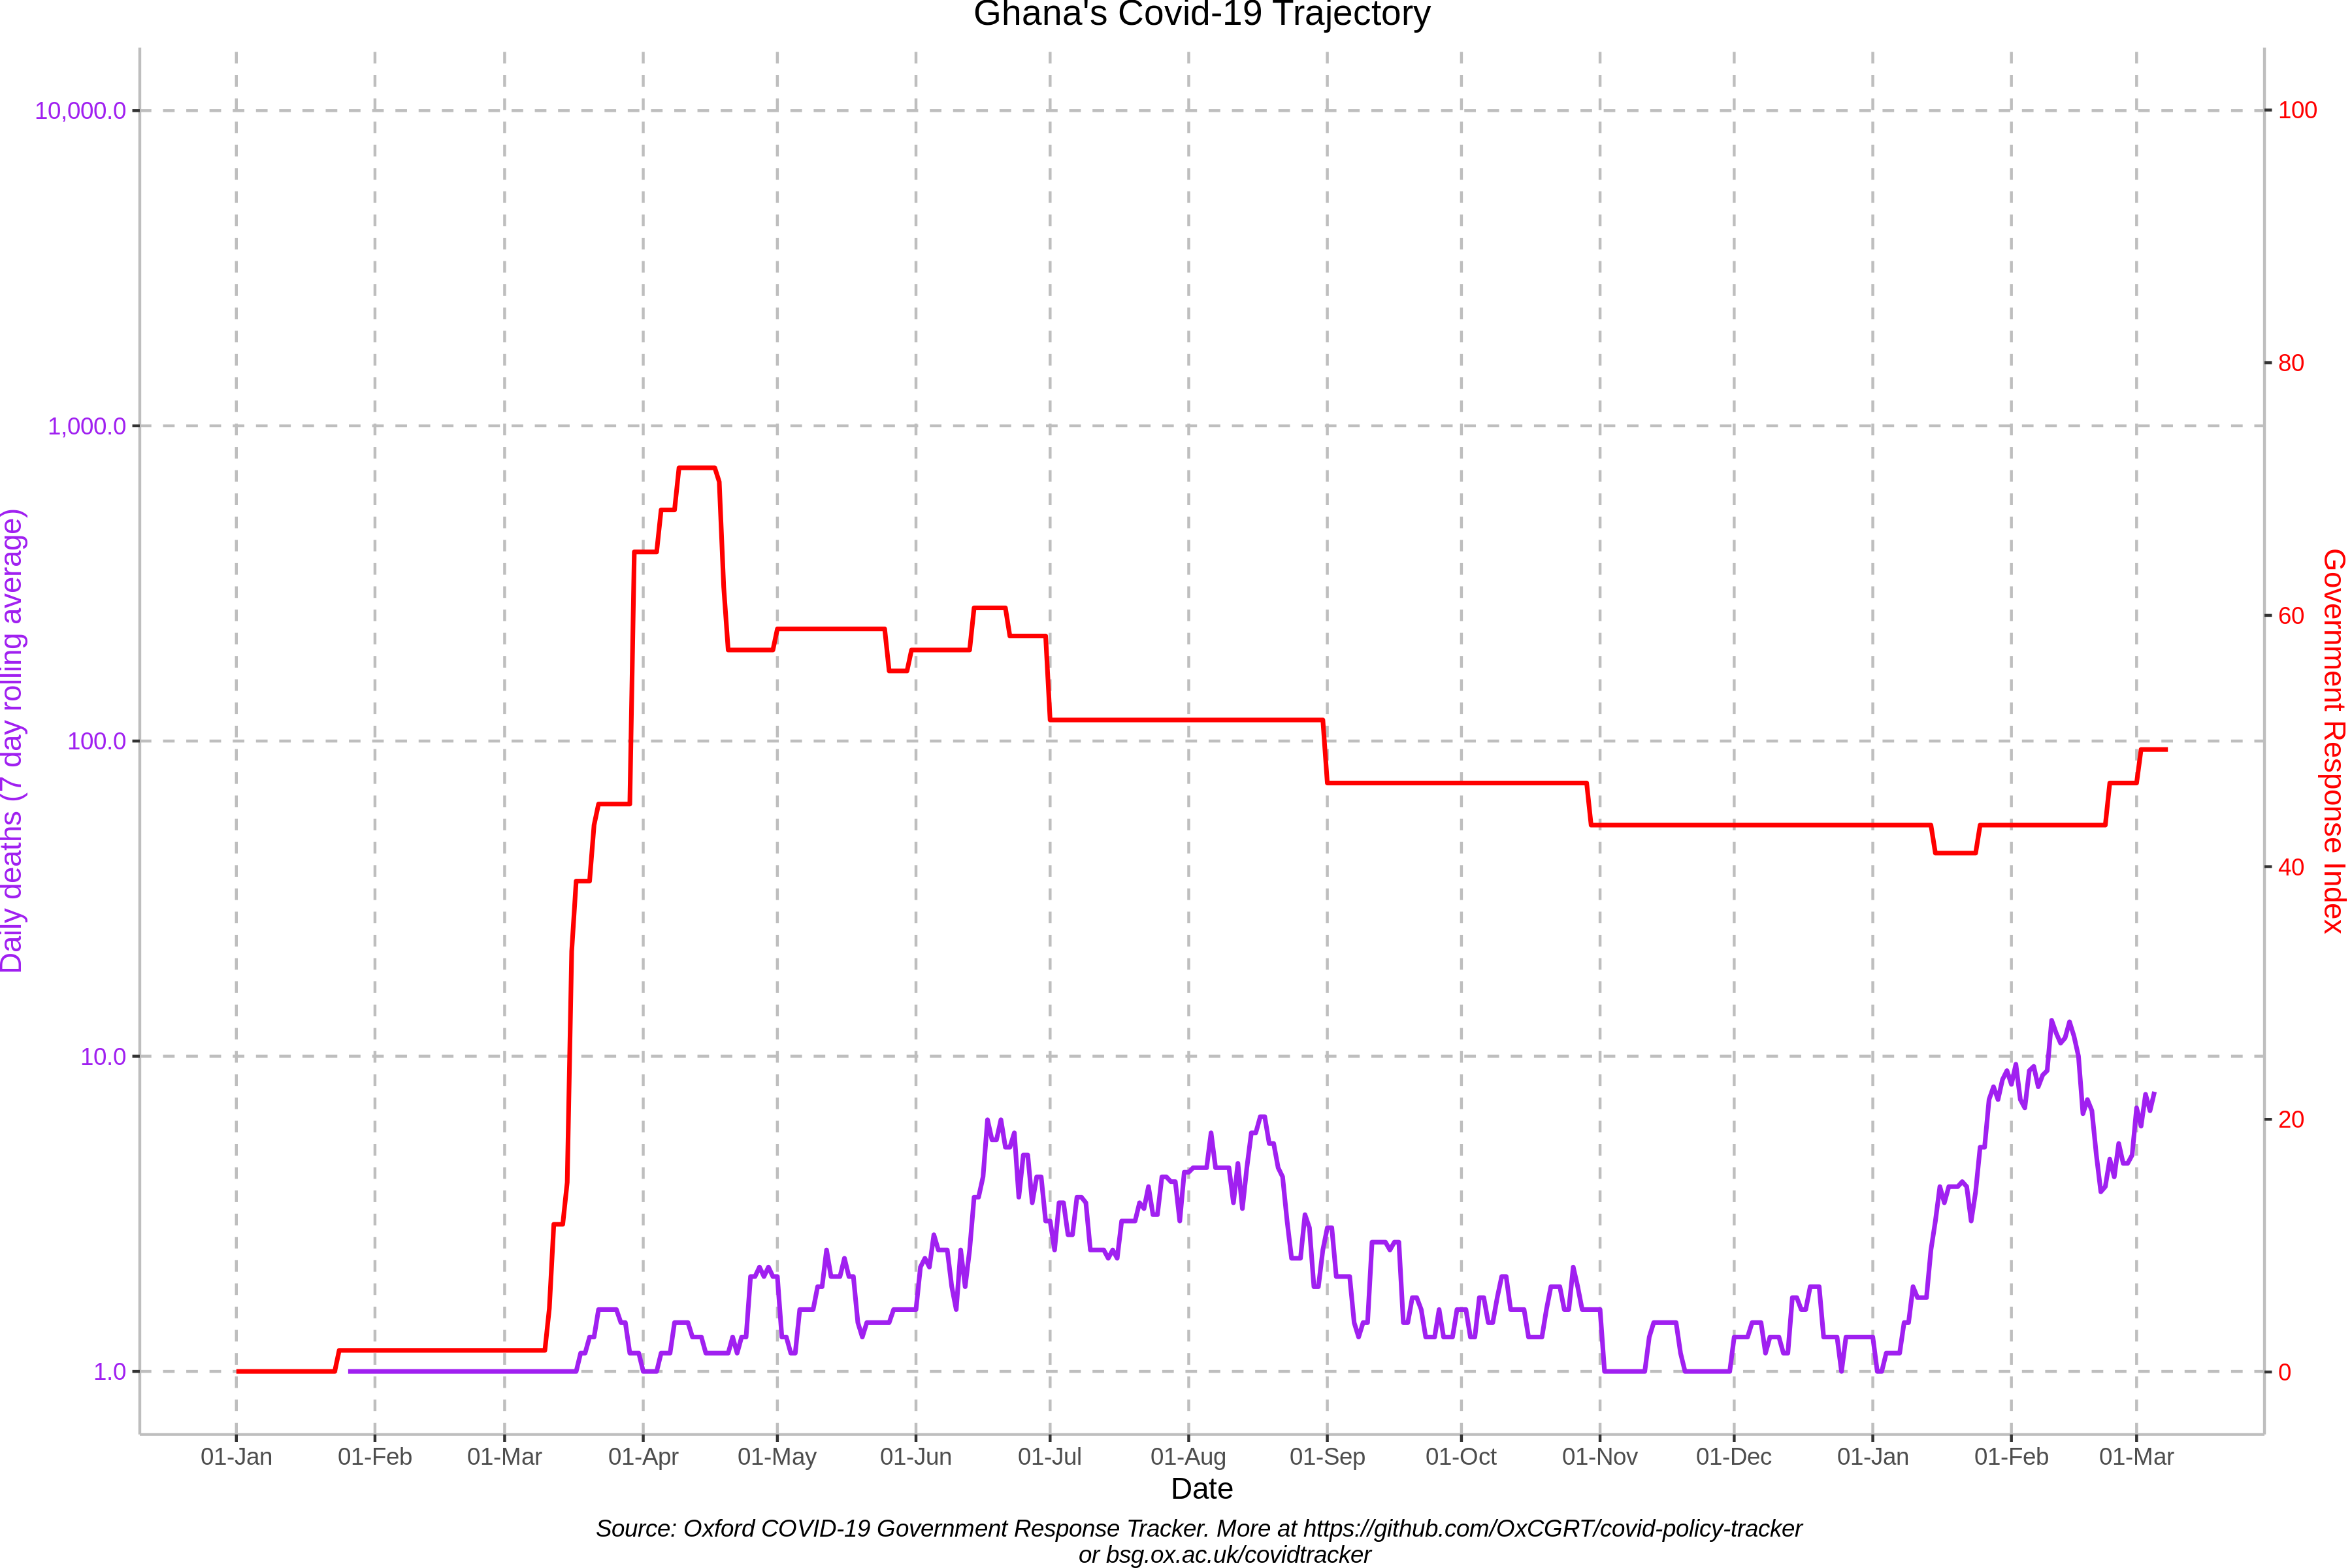 Ghana's Covid-19 Trajectory
10,000.0
1,000.0
100.0
10.0
1.0
Daily deaths (7 day rolling average)
100
80
60
40
20
0
Government Response Index
01-Jan 01-Feb 01-Mar 01-Apr 01-May 01-Jun 01-Jul 01-Aug 01-Sep 01-Oct 01-Nov 01-Dec 01-Jan 01-Feb 01-Mar
Date
Source: Oxford COVID-19 Government Response Tracker. More at https://github.com/OxCGRT/covid-policy-tracker
or bsg.ox.ac.uk/covidtracker